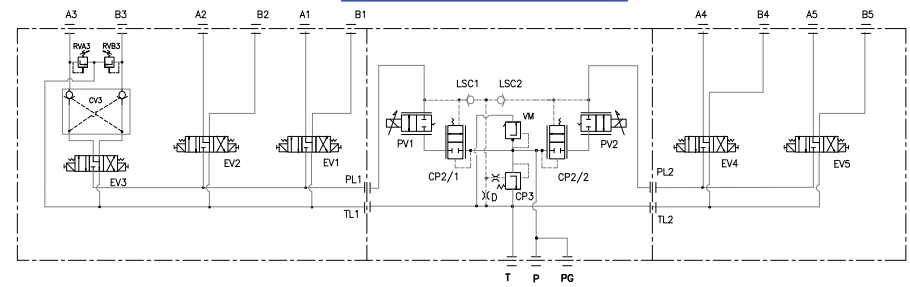 A3 B3 A2 B2 A1 B1 A4 B4 A5 B5
RVA3 RVB3
LSC1 LSC2
CV3
VM
PV1 PV2
EV2 EV1 EV4 EV5
EV3
PL1 CP2/1 CP2/2 PL2
D CP3
TL1 TL2
T P PG